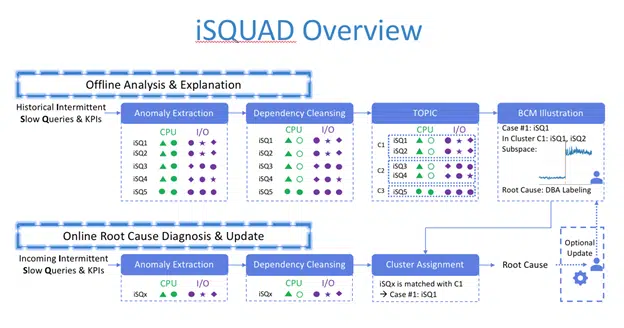 iSQUAD Overview
Offline Analysis & Explanation
Historical Intermittent
Slow Queries & KPIs
Anomaly Extraction
Dependency Cleansing
TOPIC
BCM Illustration
CPU I/O
iSQ1
iSQ2
iSQ3
iSQ4
iSQ5
CPU I/O
iSQ1
iSQ2
iSQ3
iSQ4
iSQ5
CPU I/O
C1
iSQ1
iSQ2
C2
iSQ3
iSQ4
C3
iSQ5
Case #1: iSQ1
In Cluster C1: iSQ1, iSQ2
Subspace:
Root Cause: DBA Labeling
Online Root Cause Diagnosis & Update
Incoming Intermittent
Slow Queries & KPIs
Anomaly Extraction
Dependency Cleansing
Cluster Assignment
Root Cause
Optional
Update
CPU I/O
iSQx
CPU I/O
iSQx
iSQx is matched with C1
→ Case #1: iSQ1